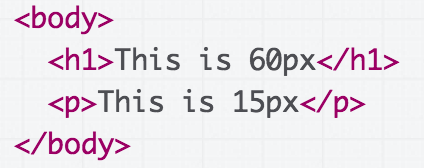 <body>
<h1>This is 60px</h1>
<p>This is 15px</p>
</body>